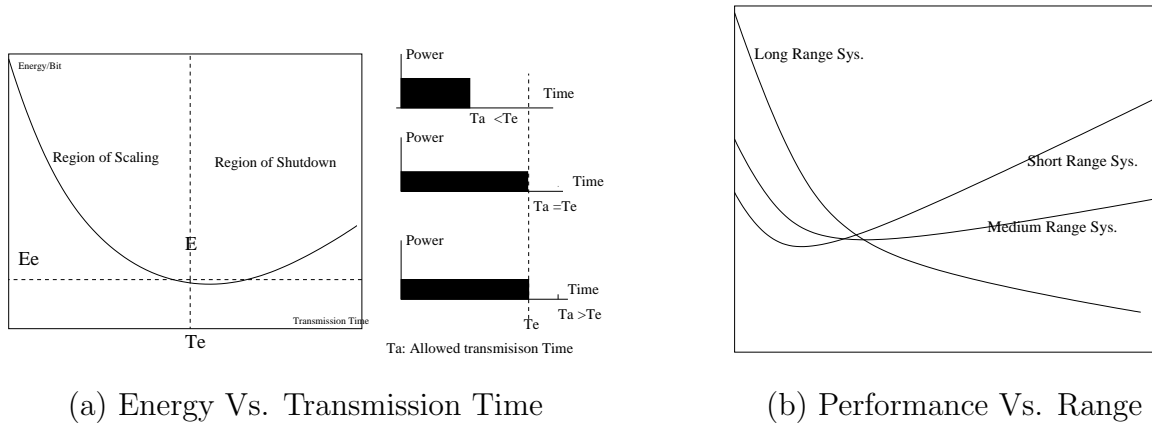 Energy/Bit
Region of Scaling
Region of Shutdown
E
Ee
Transmission Time
Te
Power
Time
Ta <Te
Power
Time
Ta =Te
Power
Time
Te
Ta >Te
Ta: Allowed transmisison Time
(a) Energy Vs. Transmission Time
Long Range Sys.
Short Range Sys.
Medium Range Sys.
(b) Performance Vs. Range